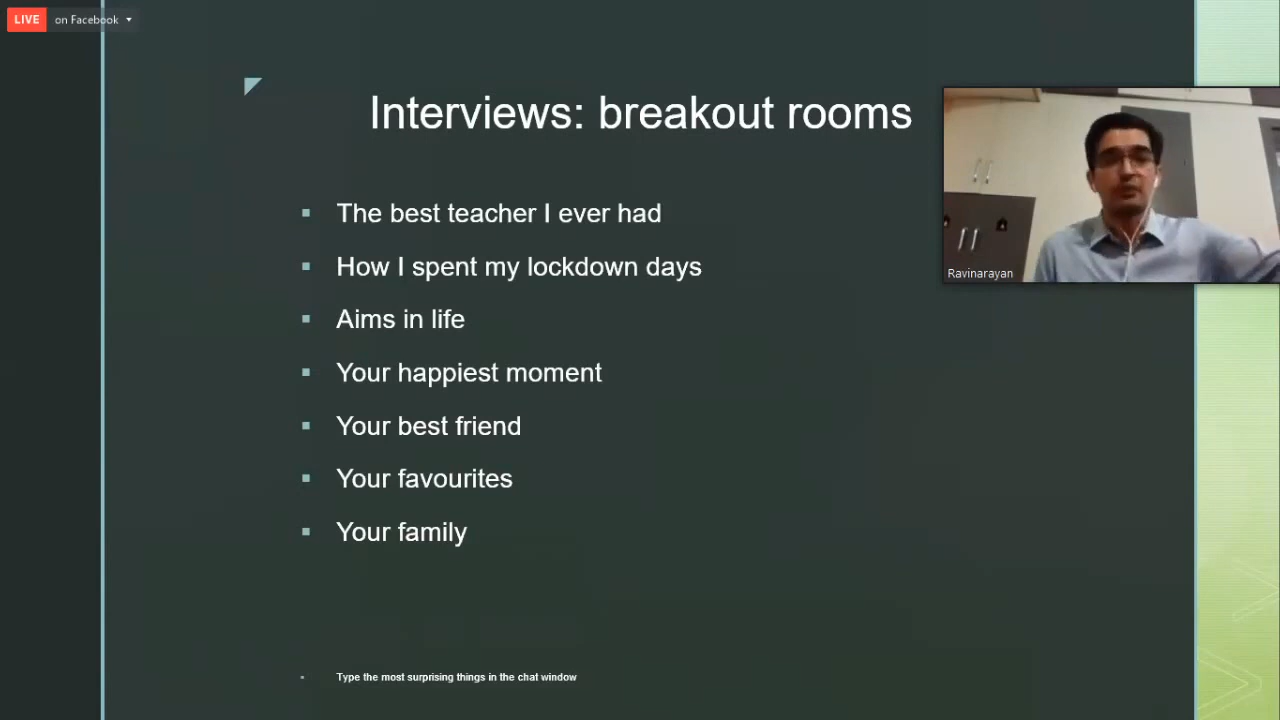 LIVE on Facebook
Interviews: breakout rooms
The best teacher I ever had
How I spent my lockdown days
Aims in life
Your happiest moment
Your best friend
Your favourites
Your family
Type the most surprising things in the chat window
Ravinarayan